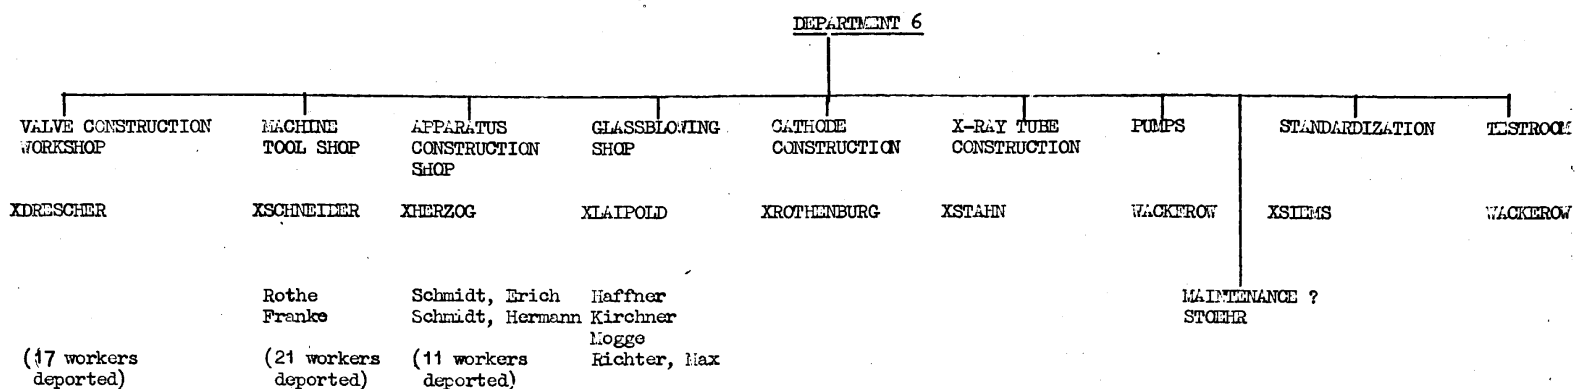 DEPARTMENT 6
VALVE CONSTRUCTION
WORKSHOP
MACHINE
TOOL SHOP
APPARATUS
CONSTRUCTION
SHOP
GLASSBLOWING
SHOP
CATHODE
CONSTRUCTION
X-RAY TUBE
CONSTRUCTION
PUMPS
STANDARDIZATION
TESTROOM
XDRESCHER
XSCHNEIDER
XHERZOG
XLAIPOLD
XROTHENBURG
XSTAHN
WACKEROW
XSIEMS
WACKEROW
Rothe
Franke
Schmidt, Erich
Schmidt, Hermann
Haffner
Kirchner
Mogge
Richter, Max
MAINTENANCE ?
STOEHR
(17 workers
deported)
(21 workers
deported)
(11 workers
deported)